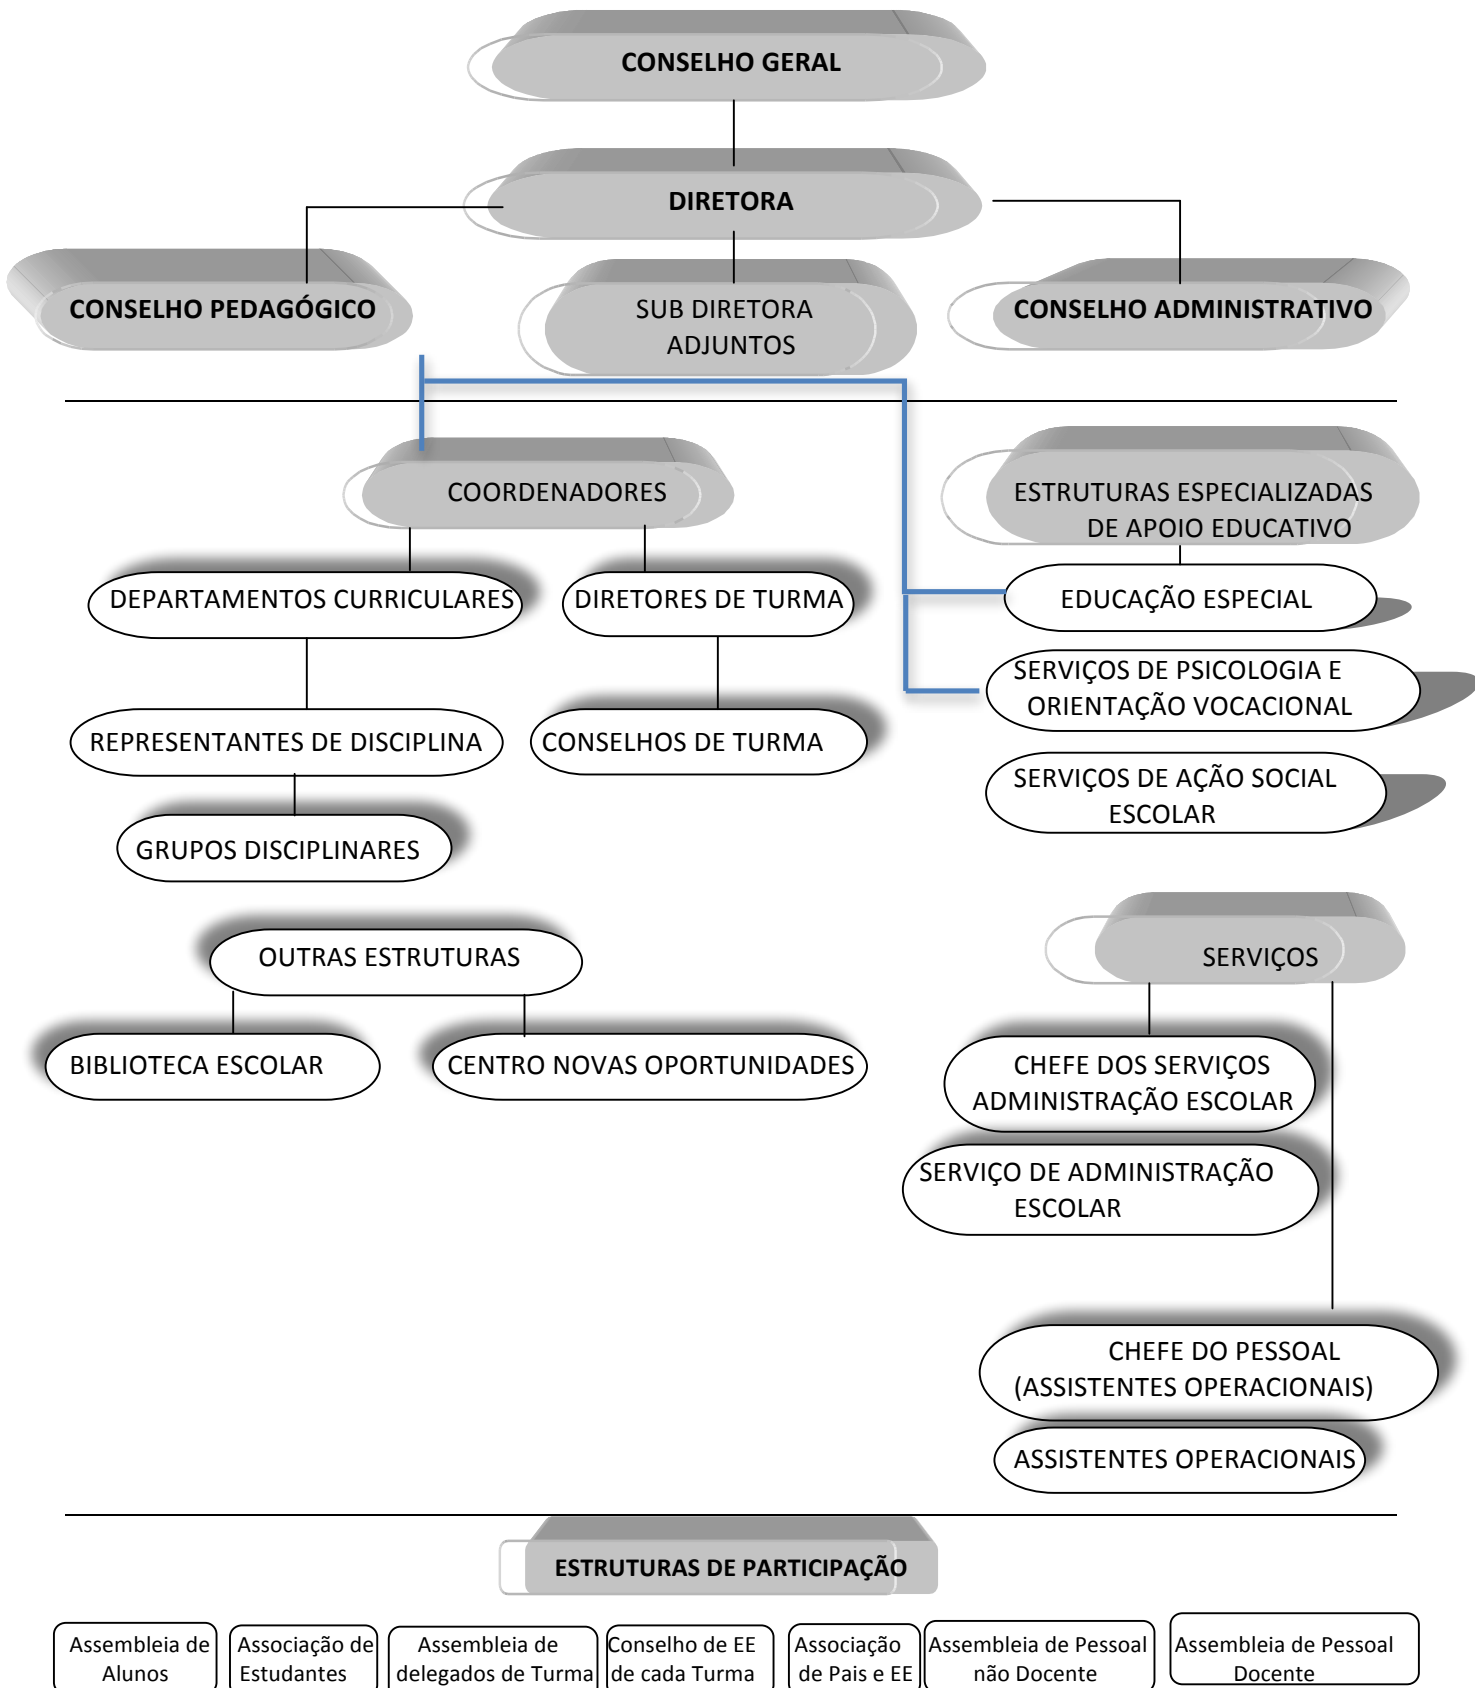 CONSELHO GERAL
DIRETORA
CONSELHO PEDAGÓGICO
SUB DIRETORA
ADJUNTOS
CONSELHO ADMINISTRATIVO
COORDENADORES
ESTRUTURAS ESPECIALIZADAS
DE APOIO EDUCATIVO
DEPARTAMENTOS CURRICULARES
DIRETORES DE TURMA
EDUCAÇÃO ESPECIAL
SERVIÇOS DE PSICOLOGIA E
ORIENTAÇÃO VOCACIONAL
REPRESENTANTES DE DISCIPLINA
CONSELHOS DE TURMA
SERVIÇOS DE AÇÃO SOCIAL
ESCOLAR
GRUPOS DISCIPLINARES
OUTRAS ESTRUTURAS
SERVIÇOS
BIBLIOTECA ESCOLAR
CENTRO NOVAS OPORTUNIDADES
CHEFE DOS SERVIÇOS
ADMINISTRAÇÃO ESCOLAR
SERVIÇO DE ADMINISTRAÇÃO
ESCOLAR
CHEFE DO PESSOAL
(ASSISTENTES OPERACIONAIS)
ASSISTENTES OPERACIONAIS
ESTRUTURAS DE PARTICIPAÇÃO
Assembleia de
Alunos
Associação de
Estudantes
Assembleia de
delegados de Turma
Conselho de EE
de cada Turma
Associação
de Pais e EE
Assembleia de Pessoal
não Docente
Assembleia de Pessoal
Docente